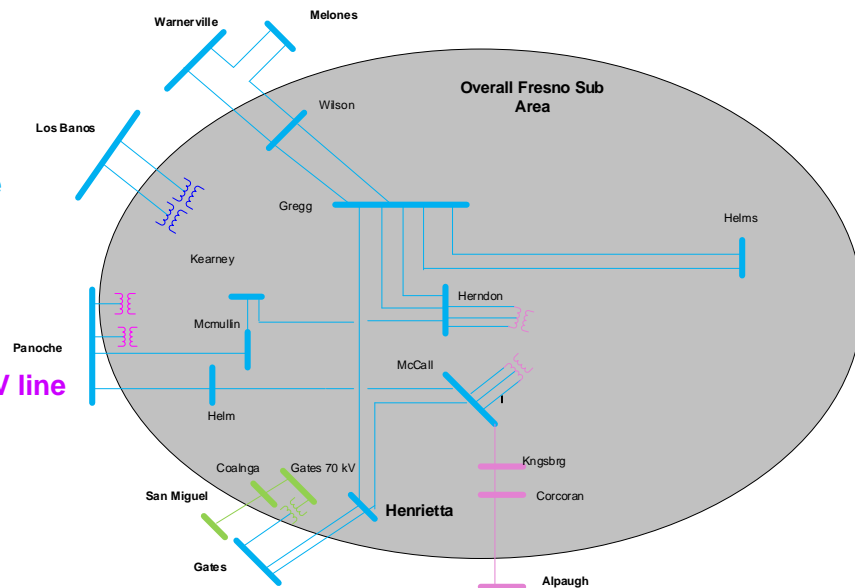 Warnerville
Melones
Overall Fresno Sub
Area
Wilson
Los Banos
Gregg
Helms
Kearney
Herndon
Mcmullin
Panoche
McCall
V line
Helm
Kngsbrg
Coalnga
Gates 70 kV
San Miguel
Corcoran
Henrietta
Gates
Alpaugh